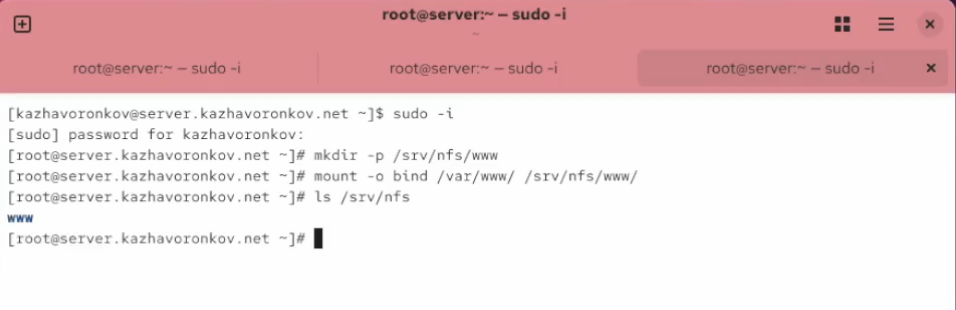 root@server:~ — sudo -i
~
root@server:~ — sudo -i
root@server:~ — sudo -i
root@server:~ — sudo -i
[kazhavoronkov@server.kazhavoronkov.net ~]$ sudo -i
[sudo] password for kazhavoronkov:
[root@server.kazhavoronkov.net ~]# mkdir -p /srv/nfs/www
[root@server.kazhavoronkov.net ~]# mount -o bind /var/www/ /srv/nfs/www/
[root@server.kazhavoronkov.net ~]# ls /srv/nfs
www
[root@server.kazhavoronkov.net ~]#